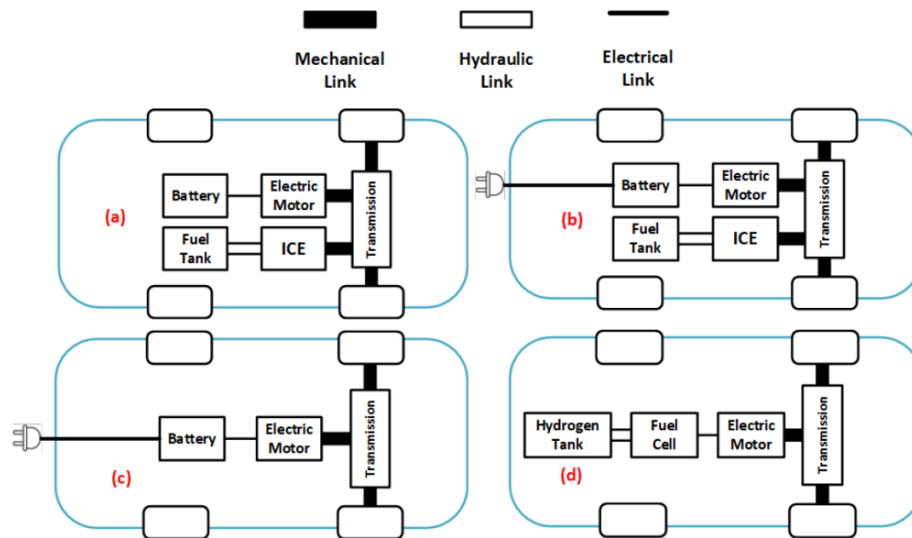 Mechanical Link
Hydraulic Link
Electrical Link
(a)
Battery
Electric Motor
Fuel Tank
ICE
Transmission
(b)
Battery
Electric Motor
Fuel Tank
ICE
Transmission
(c)
Battery
Electric Motor
Transmission
(d)
Hydrogen Tank
Fuel Cell
Electric Motor
Transmission